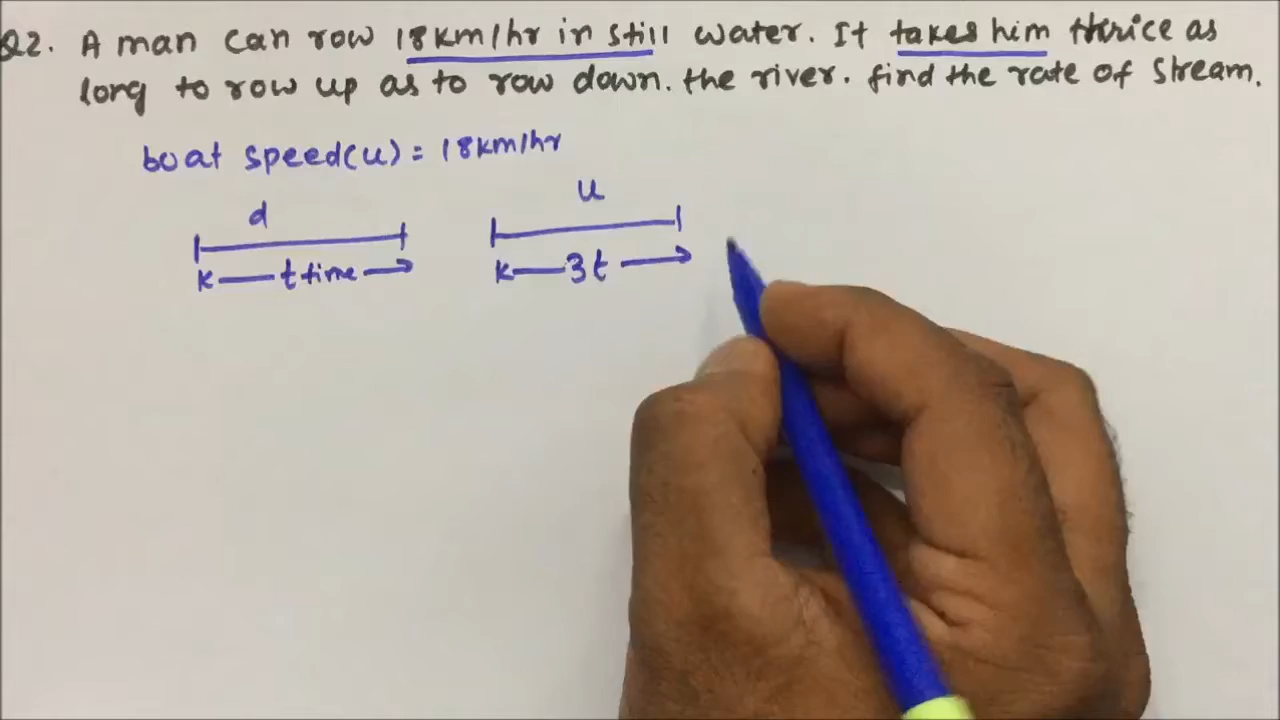 Q2. A man can row 18km/hr in still water. It takes him thrice as
long to row up as to row down. the river. find the rate of Stream.
boat speed(u) = 18km/hr
d u
t time 3t